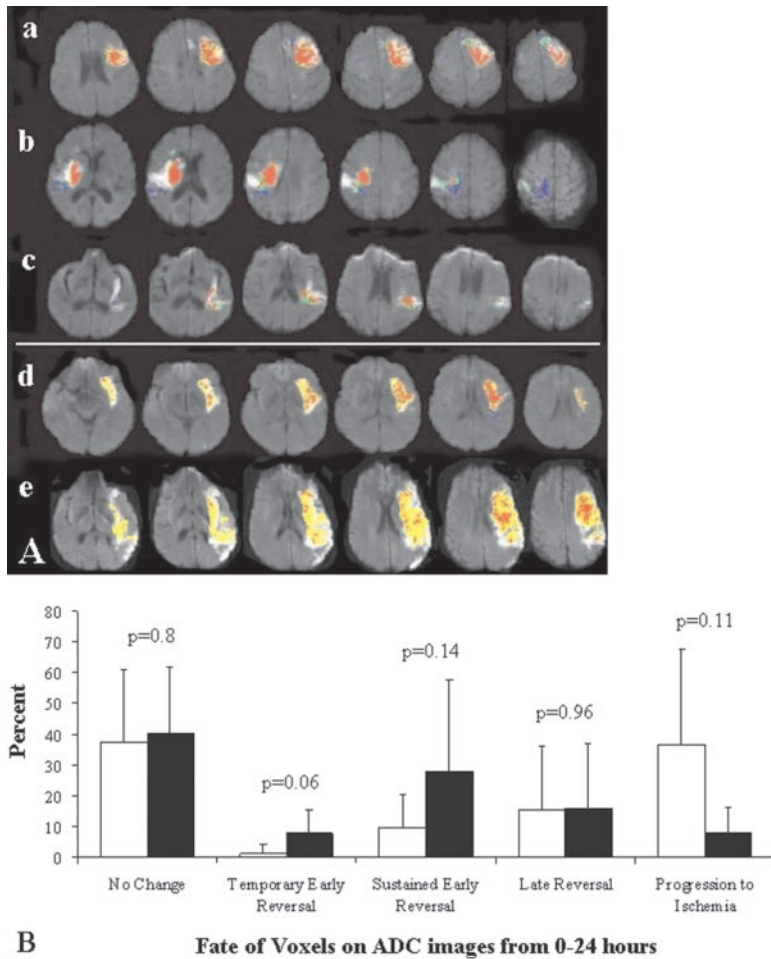 a
b
c
d
e
A
80
70
60
50
40
30
20
10
0
Percent
p=0.8
p=0.06
p=0.14
p=0.96
p=0.11
No Change
Temporary Early
Reversal
Sustained Early
Reversal
Late Reversal
Progression to
Ischemia
B
Fate of Voxels on ADC images from 0-24 hours